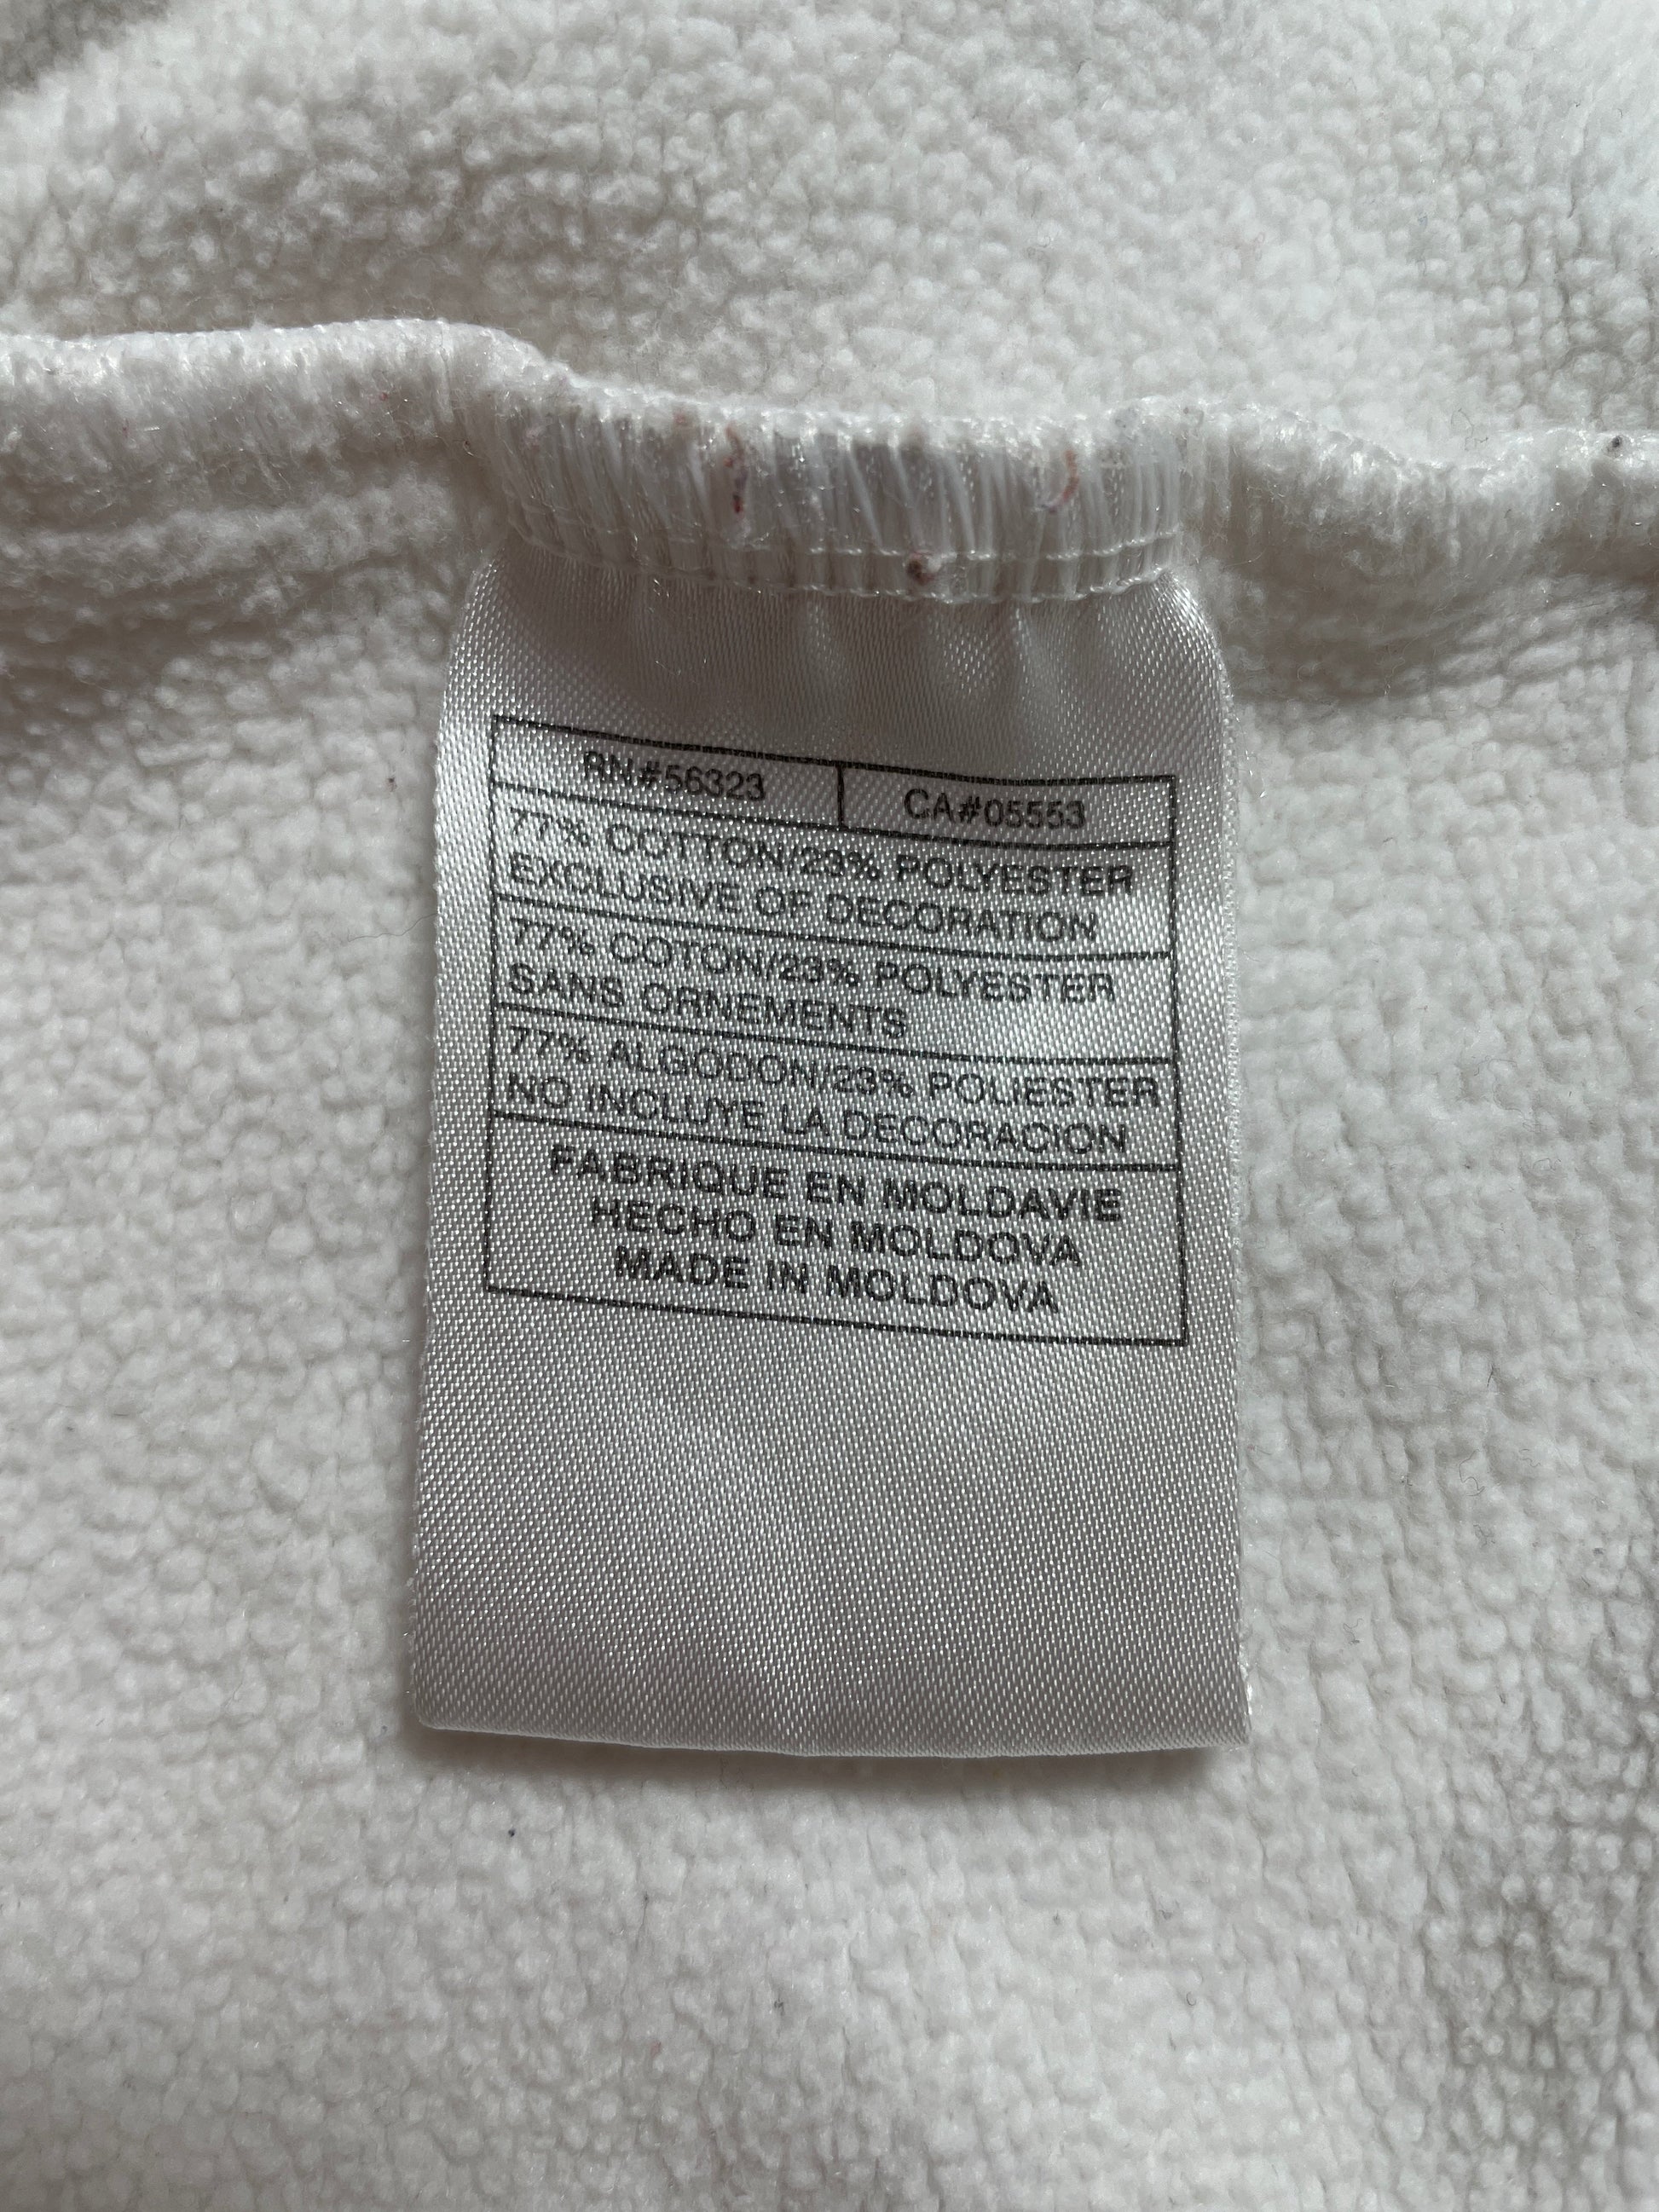 RN#56323 CA#05553
77% COTTON/23% POLYESTER
EXCLUSIVE OF DECORATION
77% COTON/23% POLYESTER
SANS ORNEMENTS
77% ALGODON/23% POLIESTER
NO INCLUYE LA DECORACION
FABRIQUE EN MOLDAVIE
HECHO EN MOLDOVA
MADE IN MOLDOVA